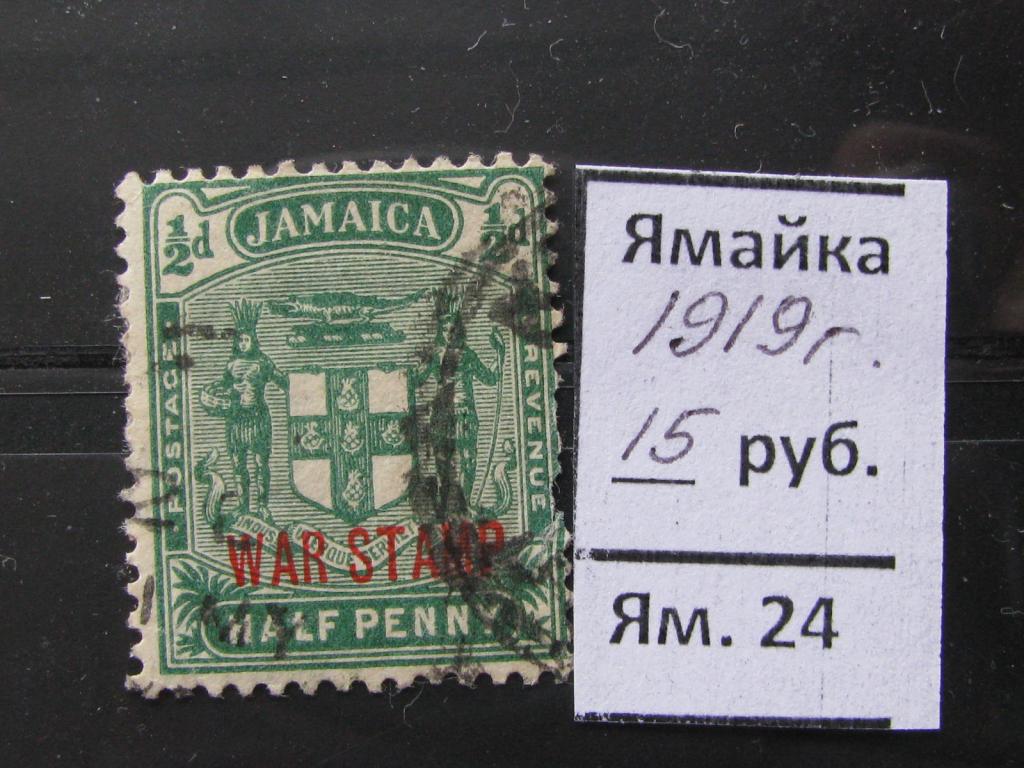 ½d JAMAICA ½d
POSTAGE
REVENUE
WAR STAMP
HALF PENNY
Ямайка
1919г.
15 руб.
Ям. 24